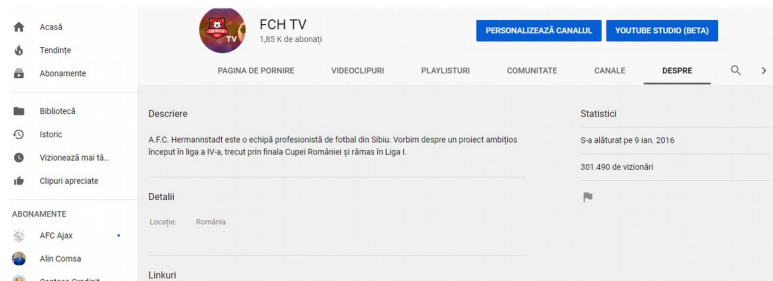 Acasă
Tendințe
Abonamente
Bibliotecă
Istoric
Vizionează mai tâ...
Clipuri apreciate
ABONAMENTE
AFC Ajax
Alin Comsa
TV
FCH TV
1,85 K de abonați
PERSONALIZEAZĂ CANALUL
YOUTUBE STUDIO (BETA)
PAGINA DE PORNIRE
VIDEOCLIPURI
PLAYLISTURI
COMUNITATE
CANALE
DESPRE
Descriere
A.F.C. Hermannstadt este o echipă profesionistă de fotbal din Sibiu. Vorbim despre un proiect ambițios
început în liga a IV-a, trecut prin finala Cupei României și rămas în Liga I.
Detalii
Locație: România
Linkuri
Statistici
S-a alăturat pe 9 ian. 2016
301.490 de vizionări